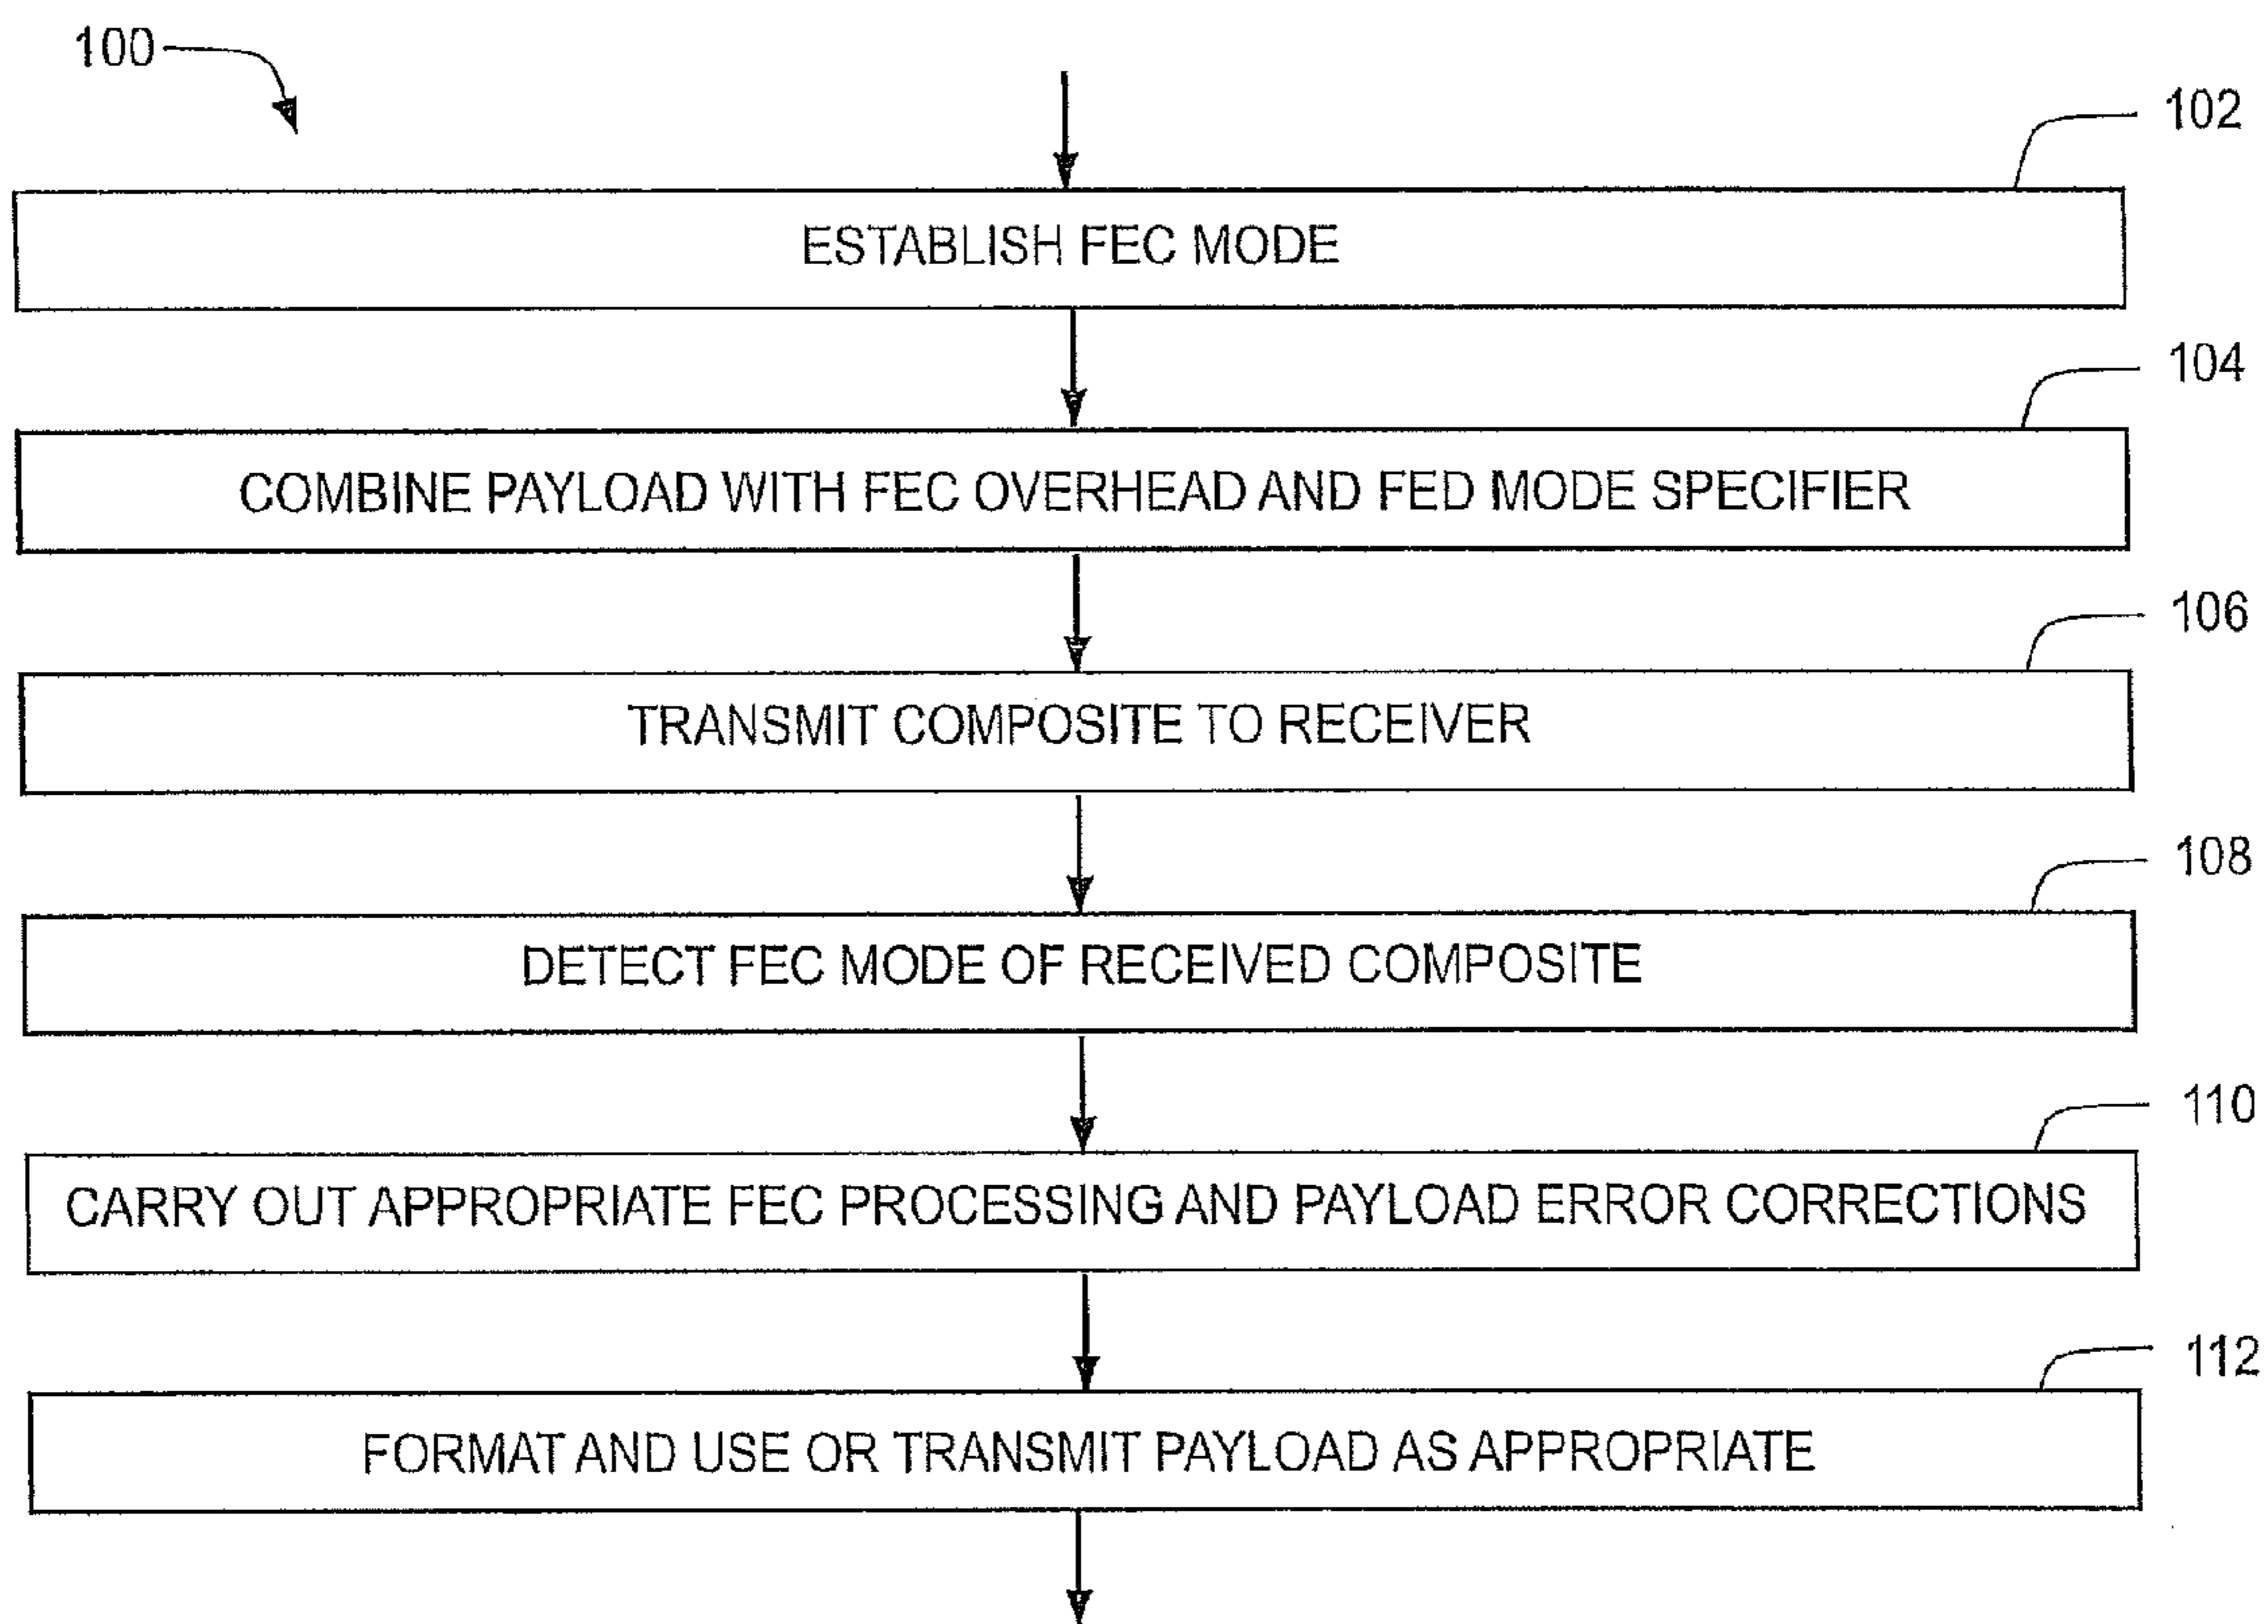 100
102
ESTABLISH FEC MODE
104
COMBINE PAYLOAD WITH FEC OVERHEAD AND FED MODE SPECIFIER
106
TRANSMIT COMPOSITE TO RECEIVER
108
DETECT FEC MODE OF RECEIVED COMPOSITE
110
CARRY OUT APPROPRIATE FEC PROCESSING AND PAYLOAD ERROR CORRECTIONS
112
FORMAT AND USE OR TRANSMIT PAYLOAD AS APPROPRIATE